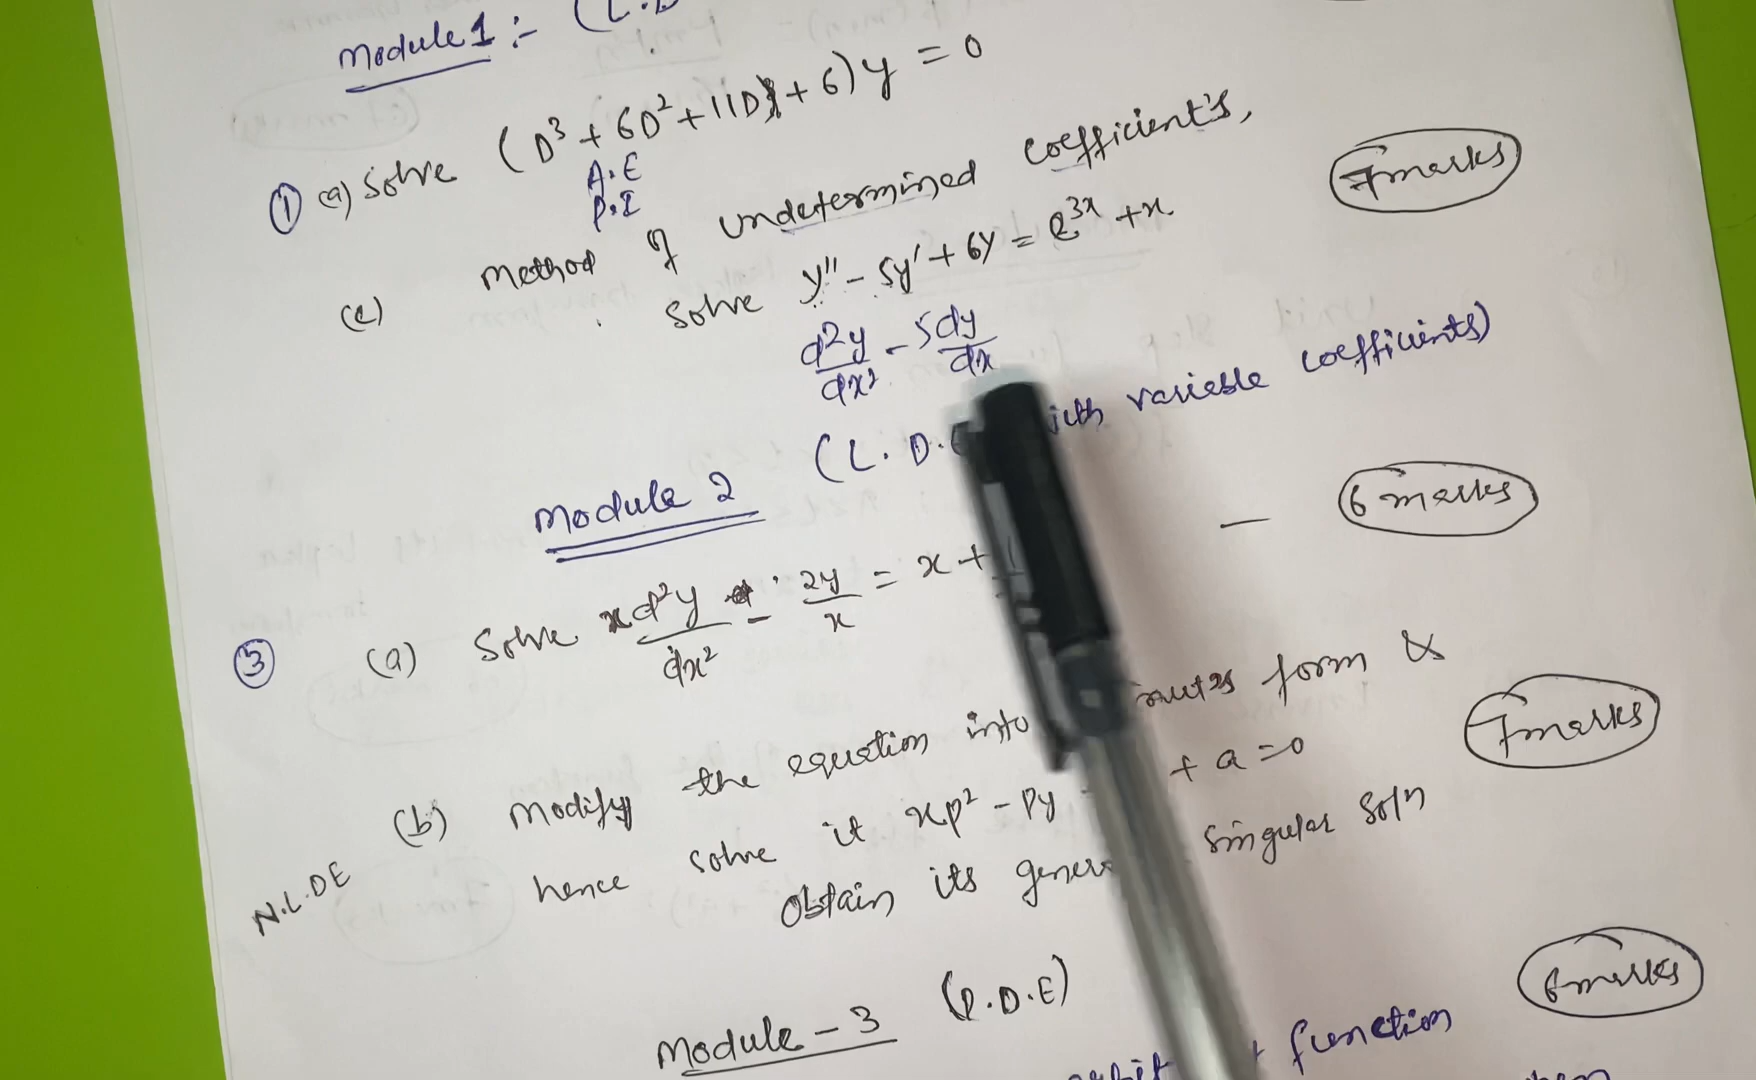 Module 1 :- (L.D
① (a) Solve (D³ + 6D² + 11D + 6) y = 0
A.E
P.I
(c) Method of undetermined coefficient's,
7 marks
Solve y'' - 5y' + 6y = e³ˣ + x.
d²y/dx² - 5dy/dx
Module 2 (L.D. with variable coefficients)
6 marks
③ (a) Solve x d²y/dx² - 2y/x = x +
(b) Modify the equation into form &
7 marks
hence solve it xp² - py + a = 0
N.L.DE
Obtain its singular soln
Module - 3 (P.D.E)
6 marks
function